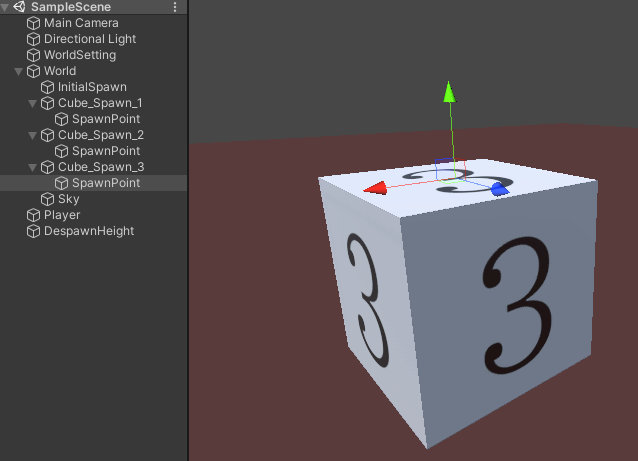 SampleScene
Main Camera
Directional Light
WorldSetting
World
InitialSpawn
Cube_Spawn_1
SpawnPoint
Cube_Spawn_2
SpawnPoint
Cube_Spawn_3
SpawnPoint
Sky
Player
DespawnHeight
3
3
3